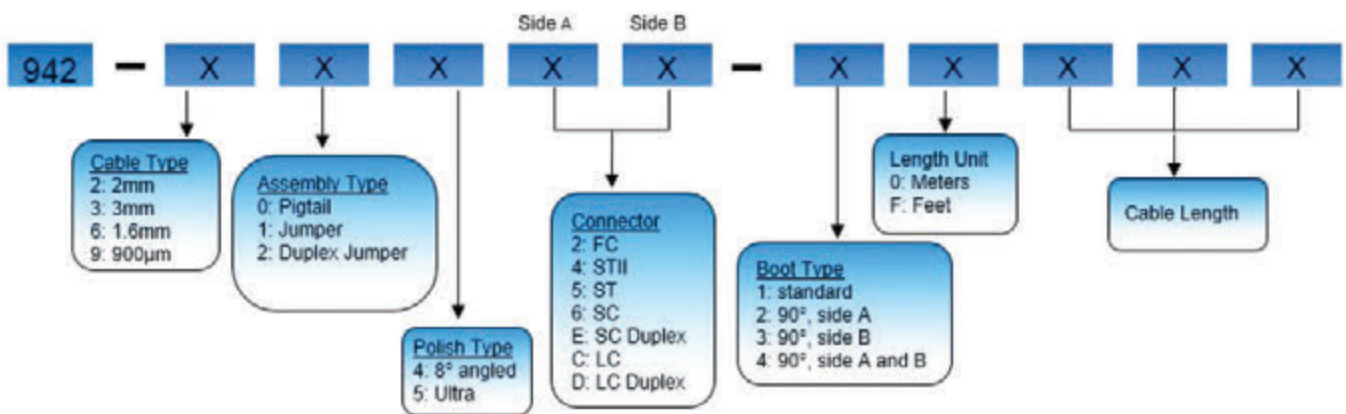 Side A Side B
942 - X X X X X - X X X X X
Cable Type
2: 2mm
3: 3mm
6: 1.6mm
9: 900µm
Assembly Type
0: Pigtail
1: Jumper
2: Duplex Jumper
Polish Type
4: 8° angled
5: Ultra
Connector
2: FC
4: STII
5: ST
6: SC
E: SC Duplex
C: LC
D: LC Duplex
Boot Type
1: standard
2: 90°, side A
3: 90°, side B
4: 90°, side A and B
Length Unit
0: Meters
F: Feet
Cable Length